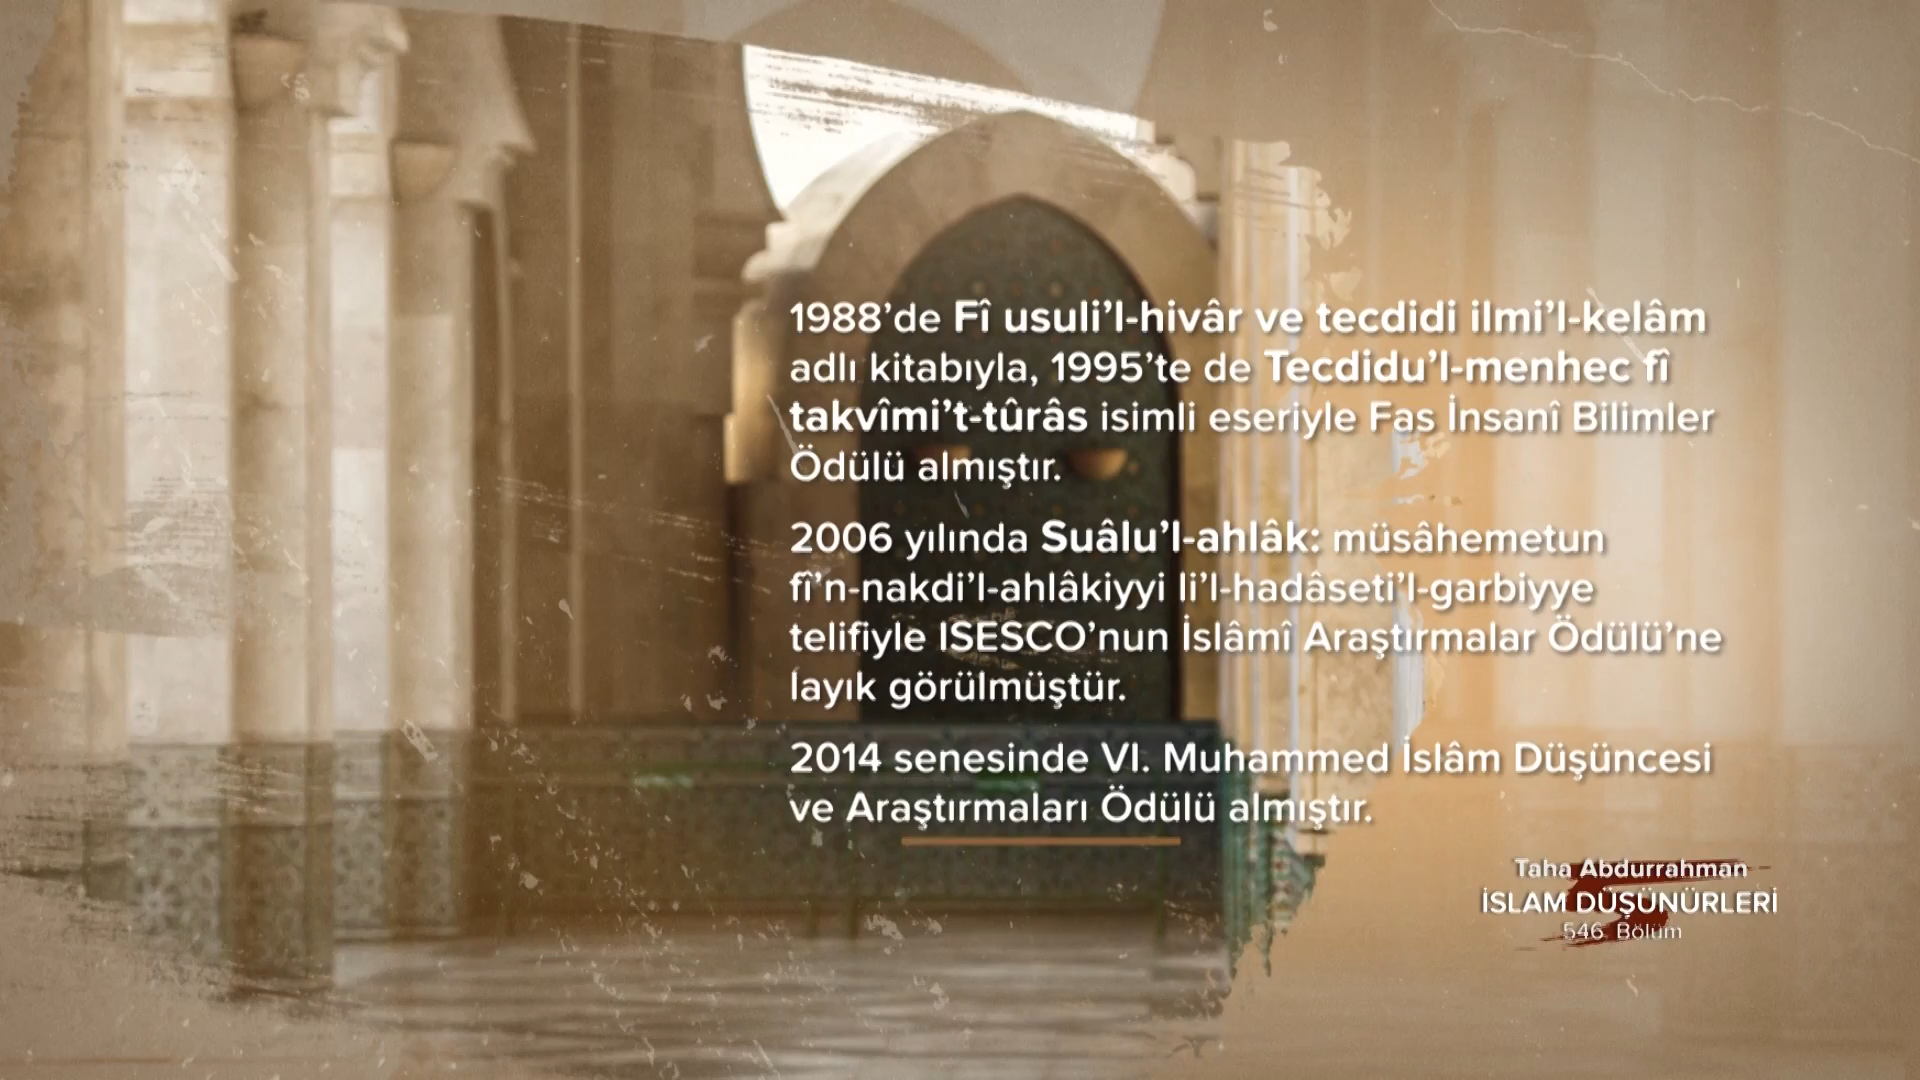 1988’de Fî usuli’l-hivâr ve tecdidi ilmi’l-kelâm
adlı kitabıyla, 1995’te de Tecdidu’l-menhec fî
takvîmi’t-tûrâs isimli eseriyle Fas İnsanî Bilimler
Ödülü almıştır.
2006 yılında Suâlu’l-ahlâk: müsâhemetun
fî’n-nakdi’l-ahlâkiyyi li’l-hadâseti’l-garbiyye
telifiyle ISESCO’nun İslâmî Araştırmalar Ödülü’ne
layık görülmüştür.
2014 senesinde VI. Muhammed İslâm Düşüncesi
ve Araştırmaları Ödülü almıştır.
Taha Abdurrahman
İSLAM DÜŞÜNÜRLERİ
546. Bölüm